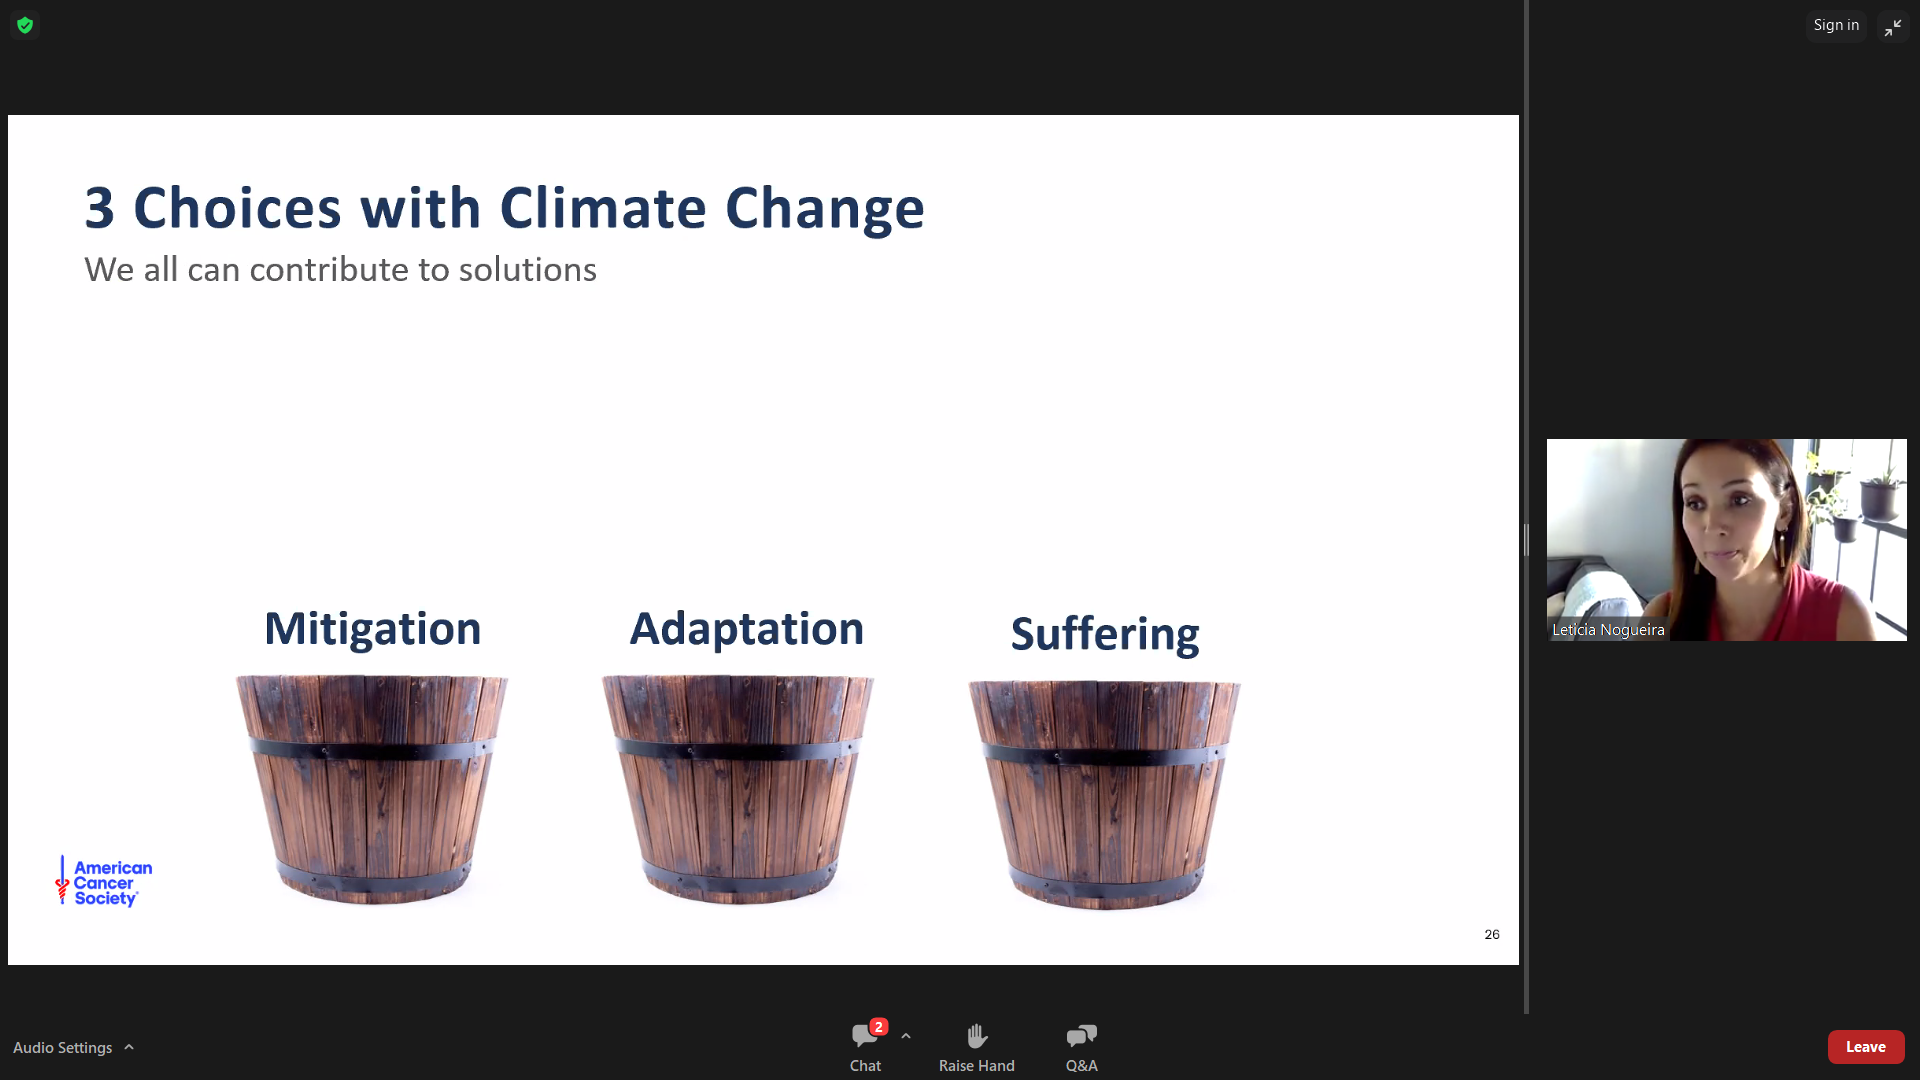 Sign in
3 Choices with Climate Change
We all can contribute to solutions
Mitigation
Adaptation
Suffering
Leticia Nogueira
American
Cancer
Society
26
Audio Settings
2
Chat
Raise Hand
Q&A
Leave